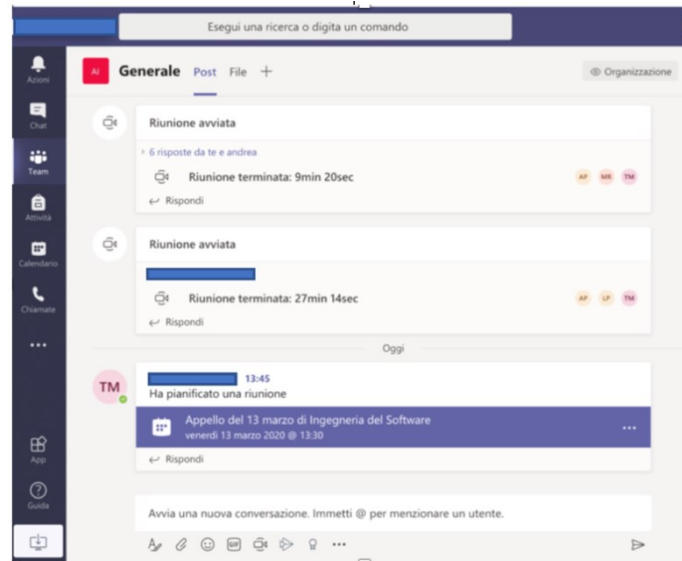 Esegui una ricerca o digita un comando
Azioni
Chat
Team
Attività
Calendario
Chiamate
App
Guida
AI Generale Post File + Organizzazione
Riunione avviata
6 risposte da te e andrea
Riunione terminata: 9min 20sec AP MR TM
Rispondi
Riunione avviata
Riunione terminata: 27min 14sec AP LP TM
Rispondi
Oggi
TM 13:45
Ha pianificato una riunione
Appello del 13 marzo di Ingegneria del Software
venerdì 13 marzo 2020 @ 13:30
Rispondi
Avvia una nuova conversazione. Immetti @ per menzionare un utente.
GIF